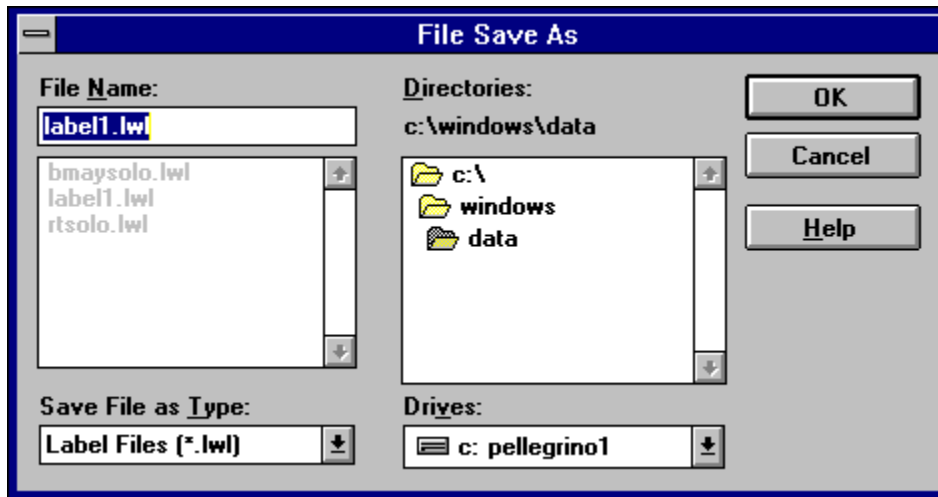 File Save As
File Name:
label1.lwl
bmaysolo.lwl
label1.lwl
rtsolo.lwl
Save File as Type:
Label Files (*.lwl)
Directories:
c:\windows\data
c:\
windows
data
Drives:
c: pellegrino1
OK
Cancel
Help